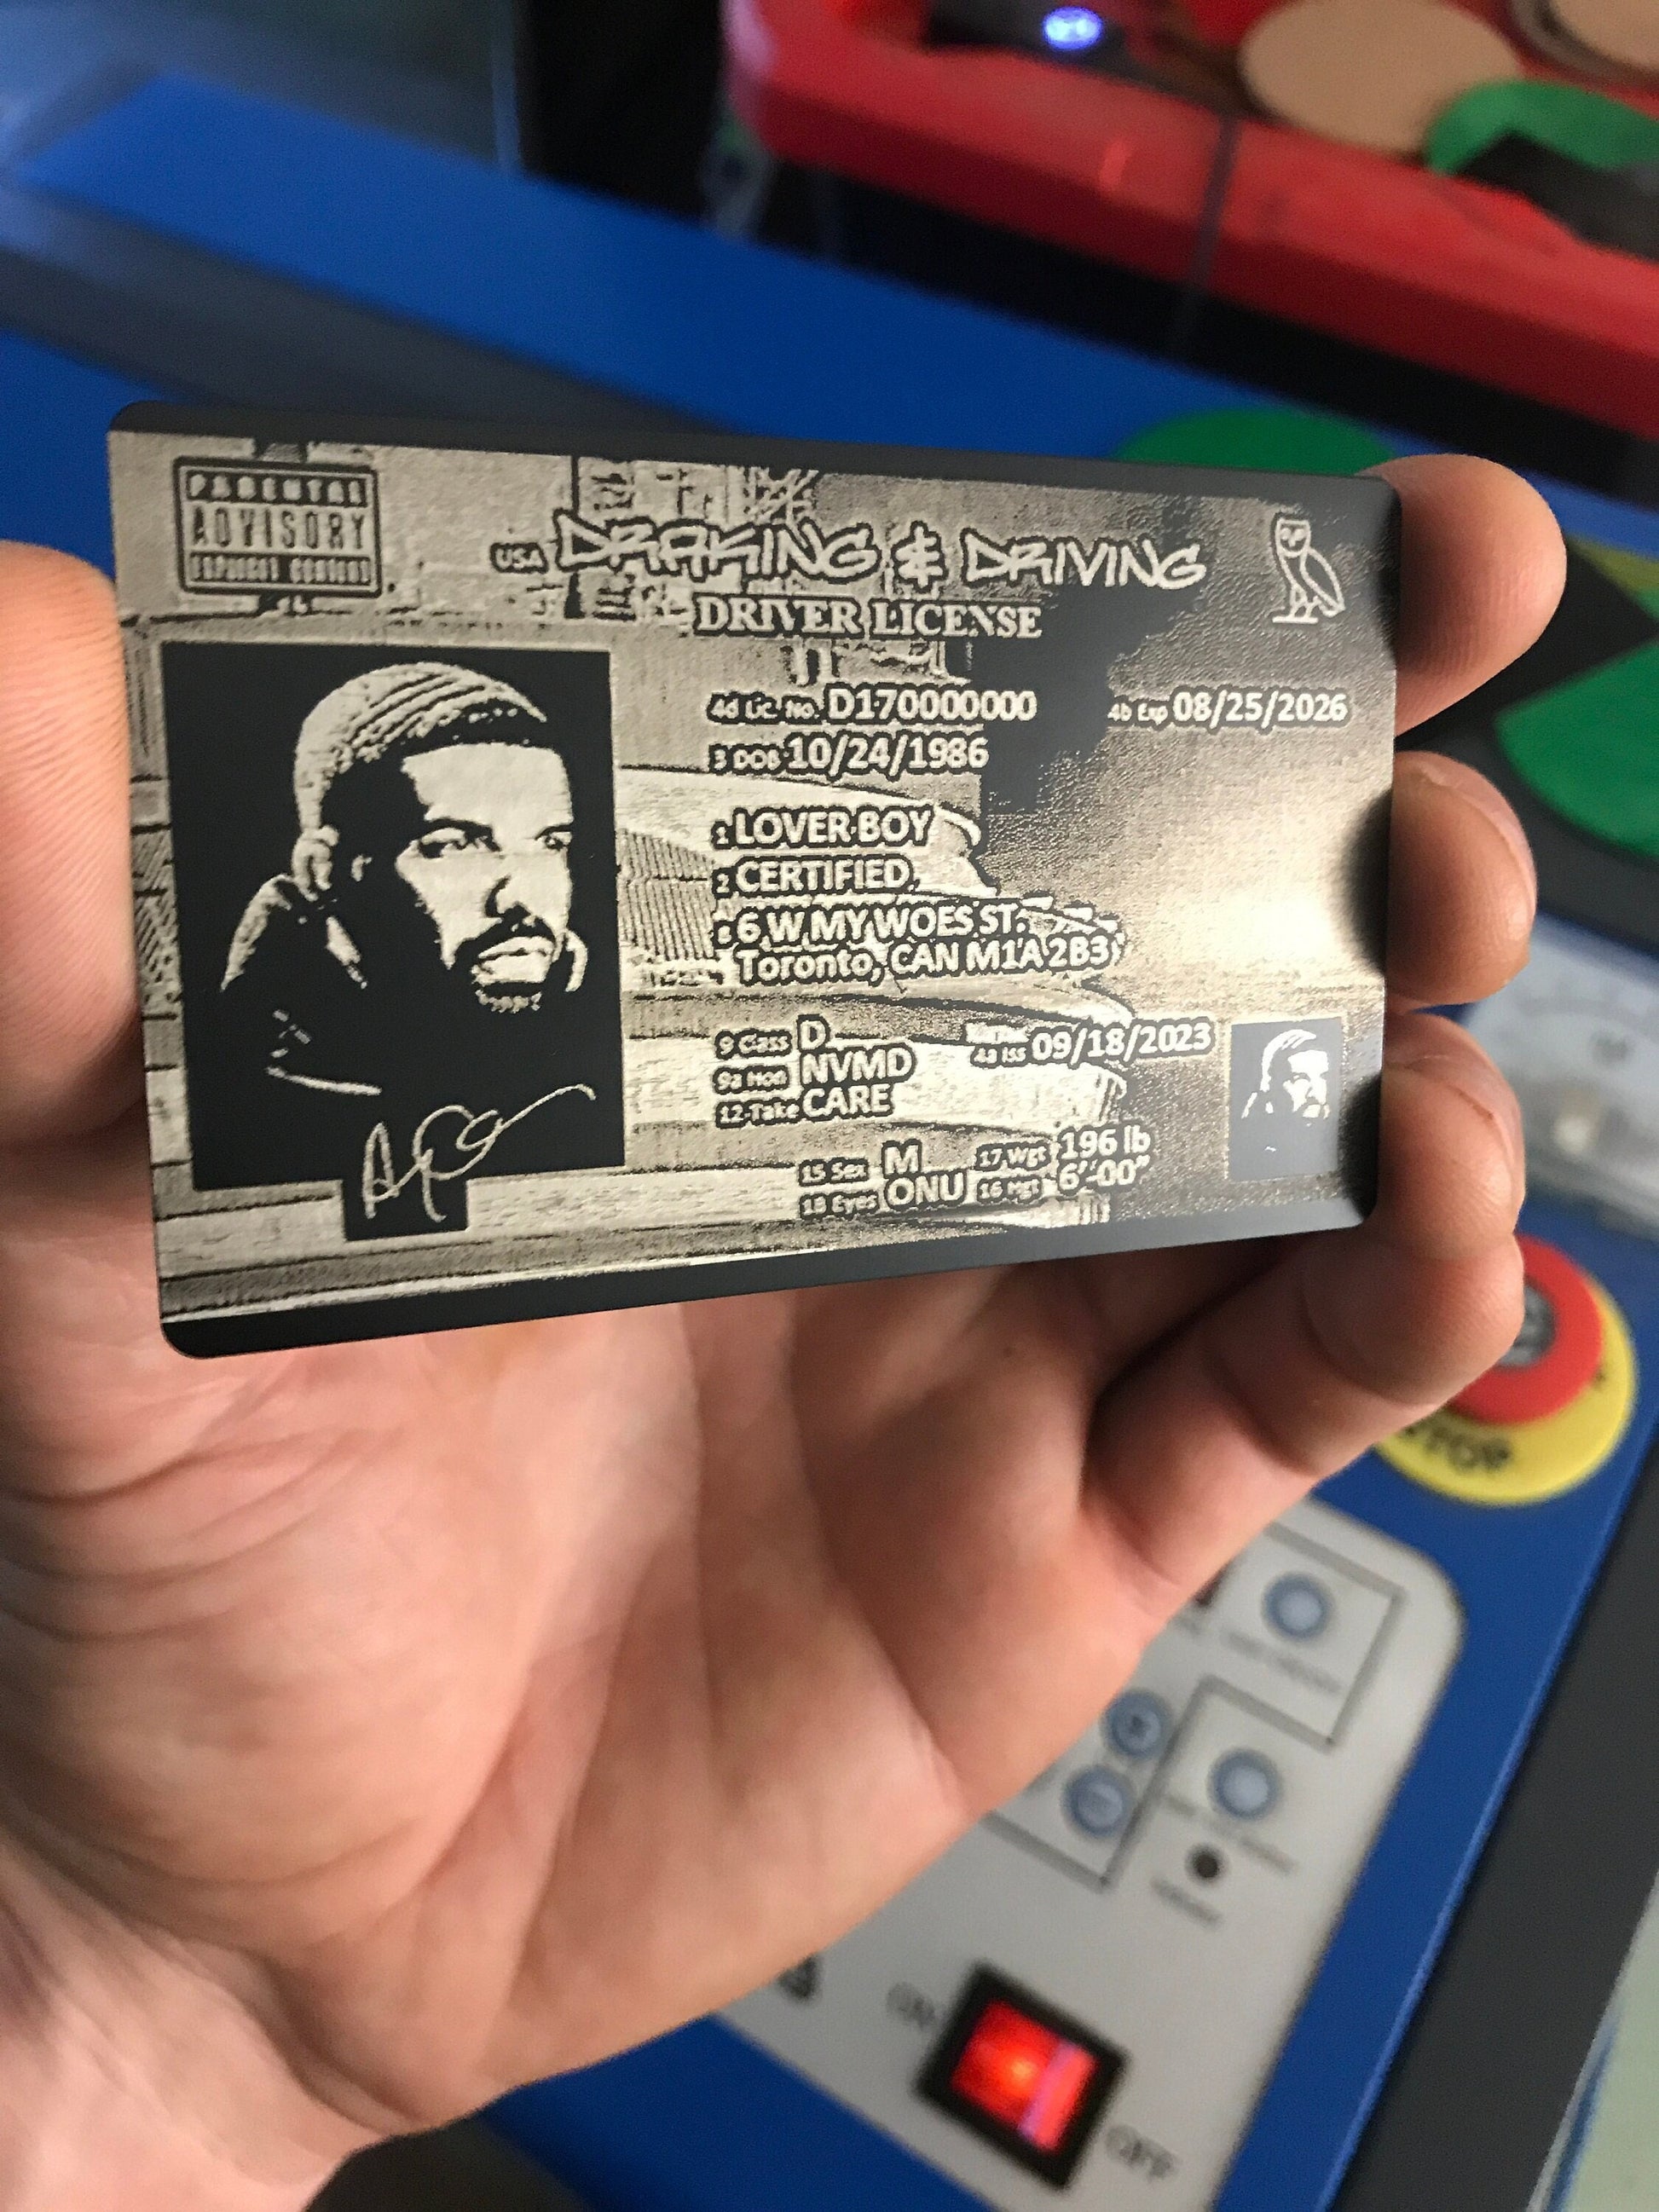 PARENTAL
ADVISORY
EXPLICIT CONTENT
USA DRAKING & DRIVING
DRIVER LICENSE
4d Lic. No. D170000000 4b Exp 08/25/2026
3 DOB 10/24/1986
1 LOVER BOY
2 CERTIFIED
8 6 W MY WOES ST.
Toronto, CAN M1A 2B3
9 Class D
4a Iss 09/18/2023
9a Hon NVMD
12 Take CARE
15 Sex M 17 Wgt 196 lb
18 Eyes ONU 16 Hgt 6'-00"
STOP
OFF